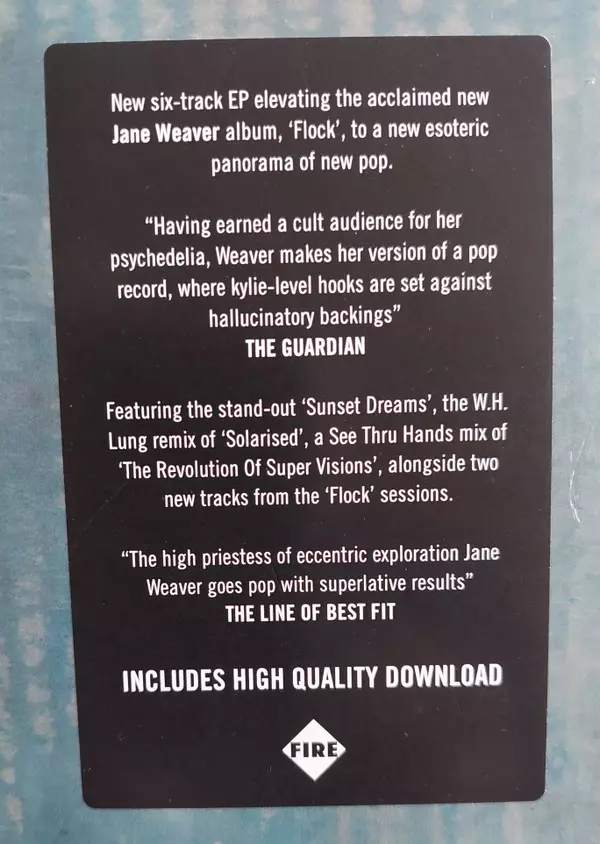 New six-track EP elevating the acclaimed new
Jane Weaver album, ‘Flock’, to a new esoteric
panorama of new pop.
“Having earned a cult audience for her
psychedelia, Weaver makes her version of a pop
record, where kylie-level hooks are set against
hallucinatory backings”
THE GUARDIAN
Featuring the stand-out ‘Sunset Dreams’, the W.H.
Lung remix of ‘Solarised’, a See Thru Hands mix of
‘The Revolution Of Super Visions’, alongside two
new tracks from the ‘Flock’ sessions.
“The high priestess of eccentric exploration Jane
Weaver goes pop with superlative results”
THE LINE OF BEST FIT
INCLUDES HIGH QUALITY DOWNLOAD
FIRE